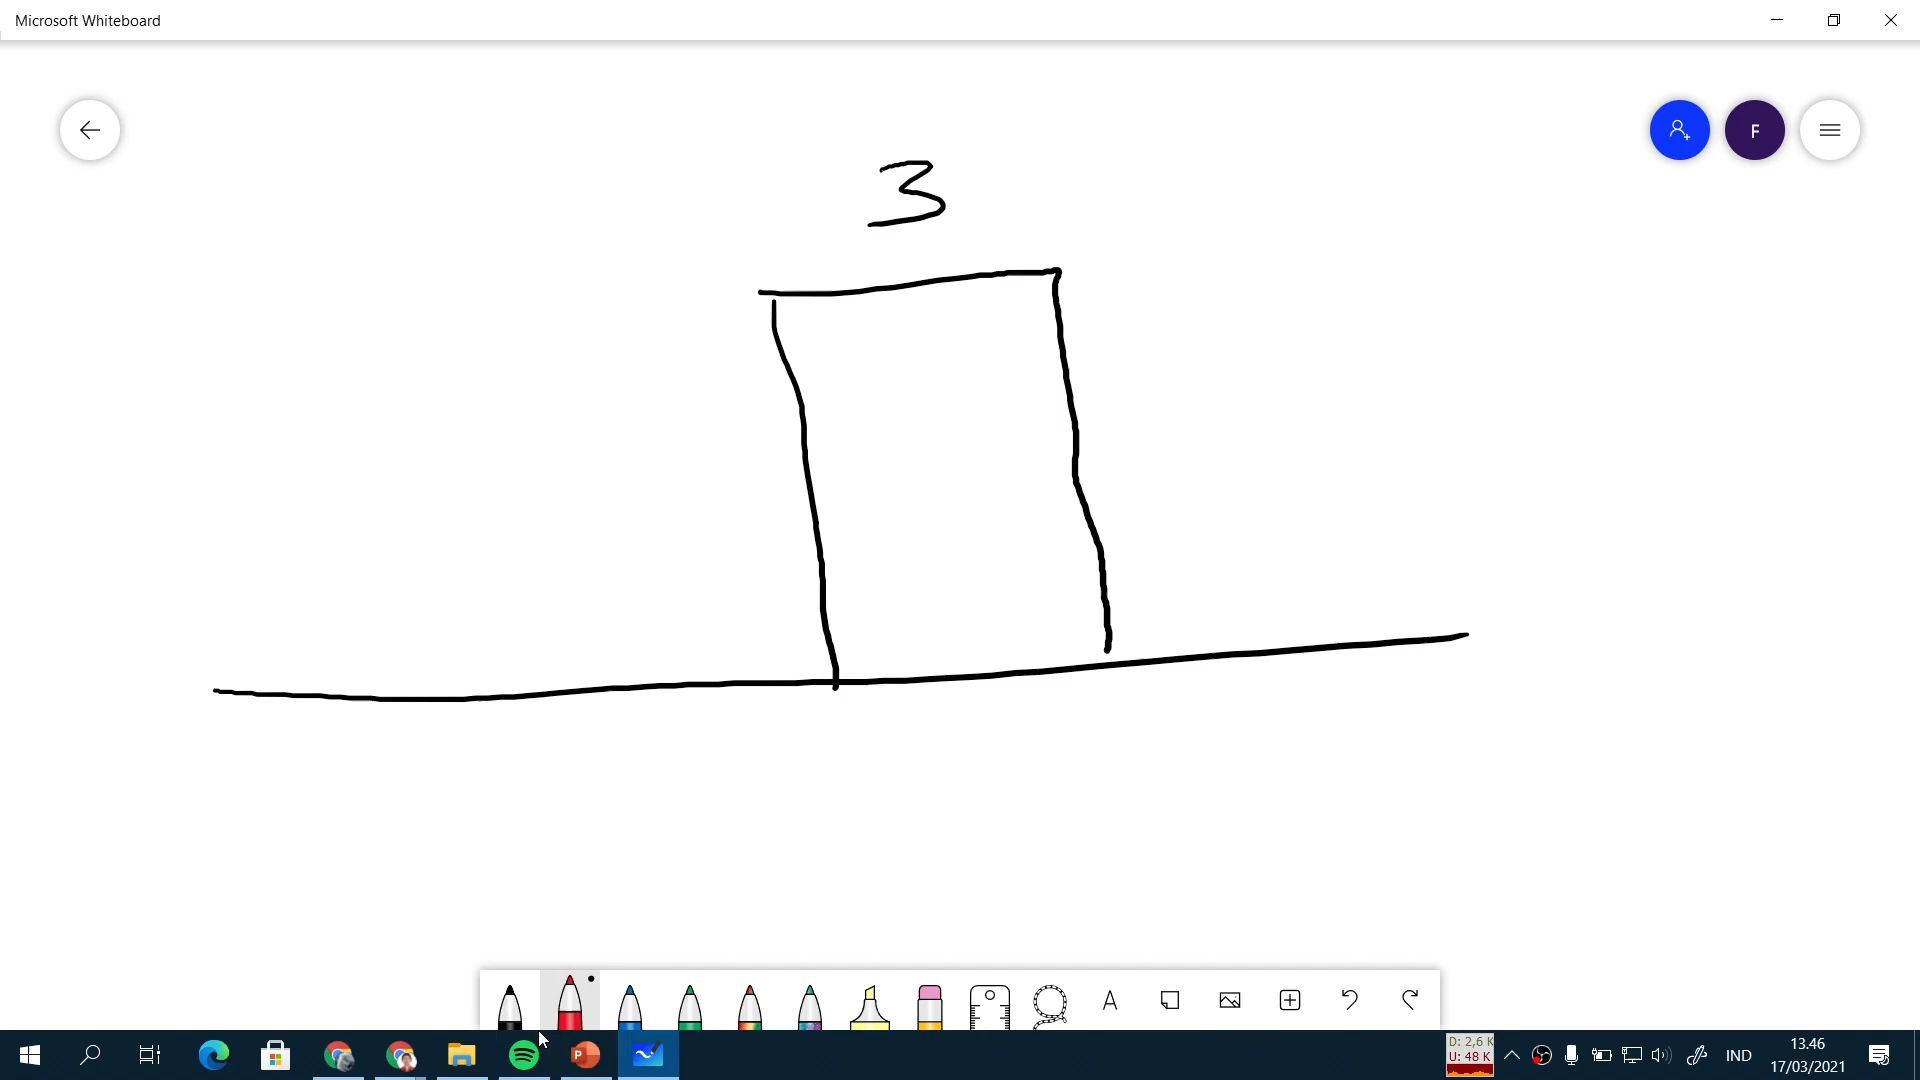 Microsoft Whiteboard
F
3
A
P
D: 2,6 K
U: 48 K
IND
13.46
17/03/2021